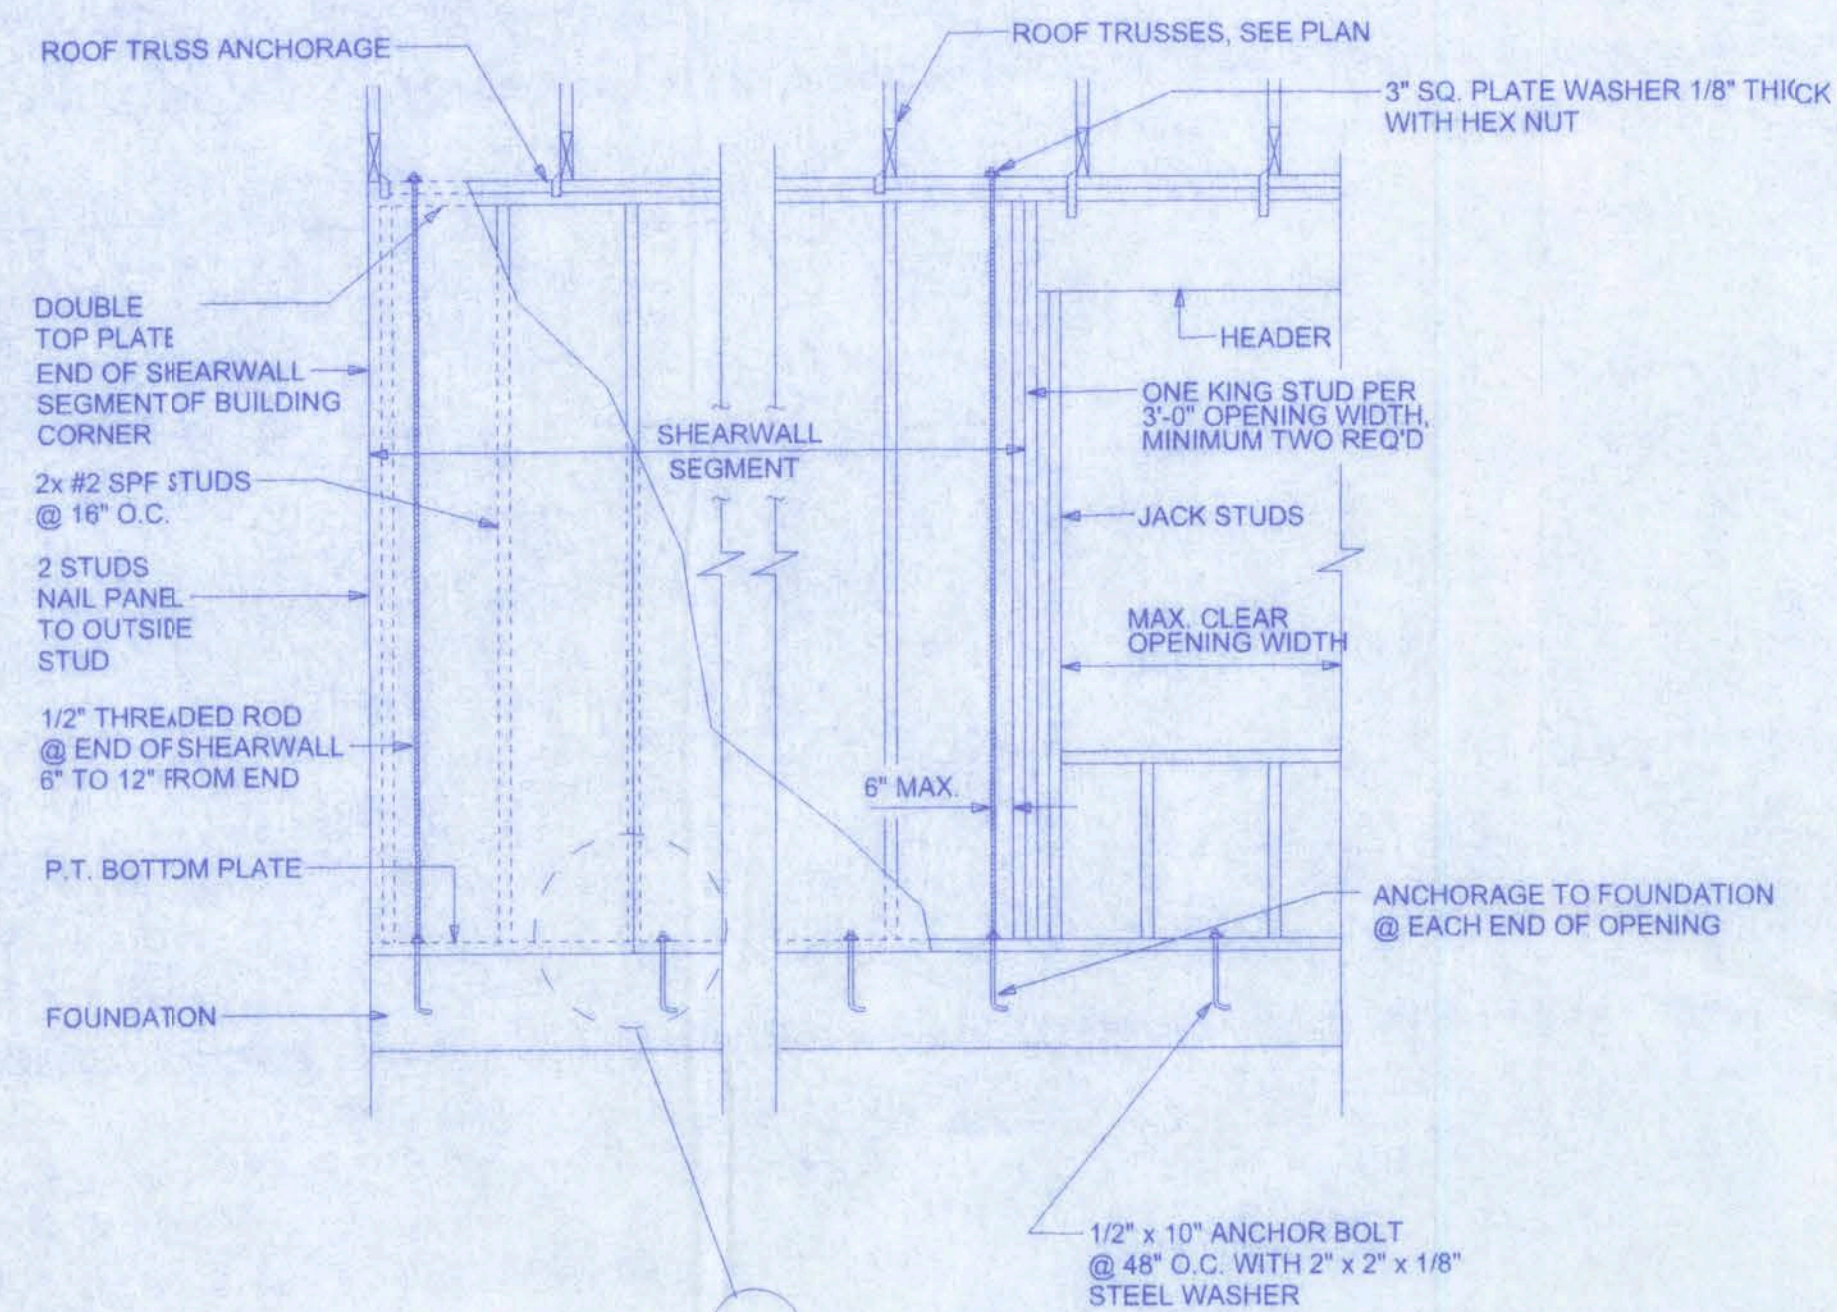 ROOF TRUSS ANCHORAGE
ROOF TRUSSES, SEE PLAN
3" SQ. PLATE WASHER 1/8" THICK
WITH HEX NUT
DOUBLE
TOP PLATE
END OF SHEARWALL
SEGMENT OF BUILDING
CORNER
2x #2 SPF STUDS
@ 16" O.C.
2 STUDS
NAIL PANEL
TO OUTSIDE
STUD
1/2" THREADED ROD
@ END OF SHEARWALL
6" TO 12" FROM END
P.T. BOTTOM PLATE
FOUNDATION
SHEARWALL
SEGMENT
6" MAX.
HEADER
ONE KING STUD PER
3'-0" OPENING WIDTH,
MINIMUM TWO REQ'D
JACK STUDS
MAX. CLEAR
OPENING WIDTH
ANCHORAGE TO FOUNDATION
@ EACH END OF OPENING
1/2" x 10" ANCHOR BOLT
@ 48" O.C. WITH 2" x 2" x 1/8"
STEEL WASHER